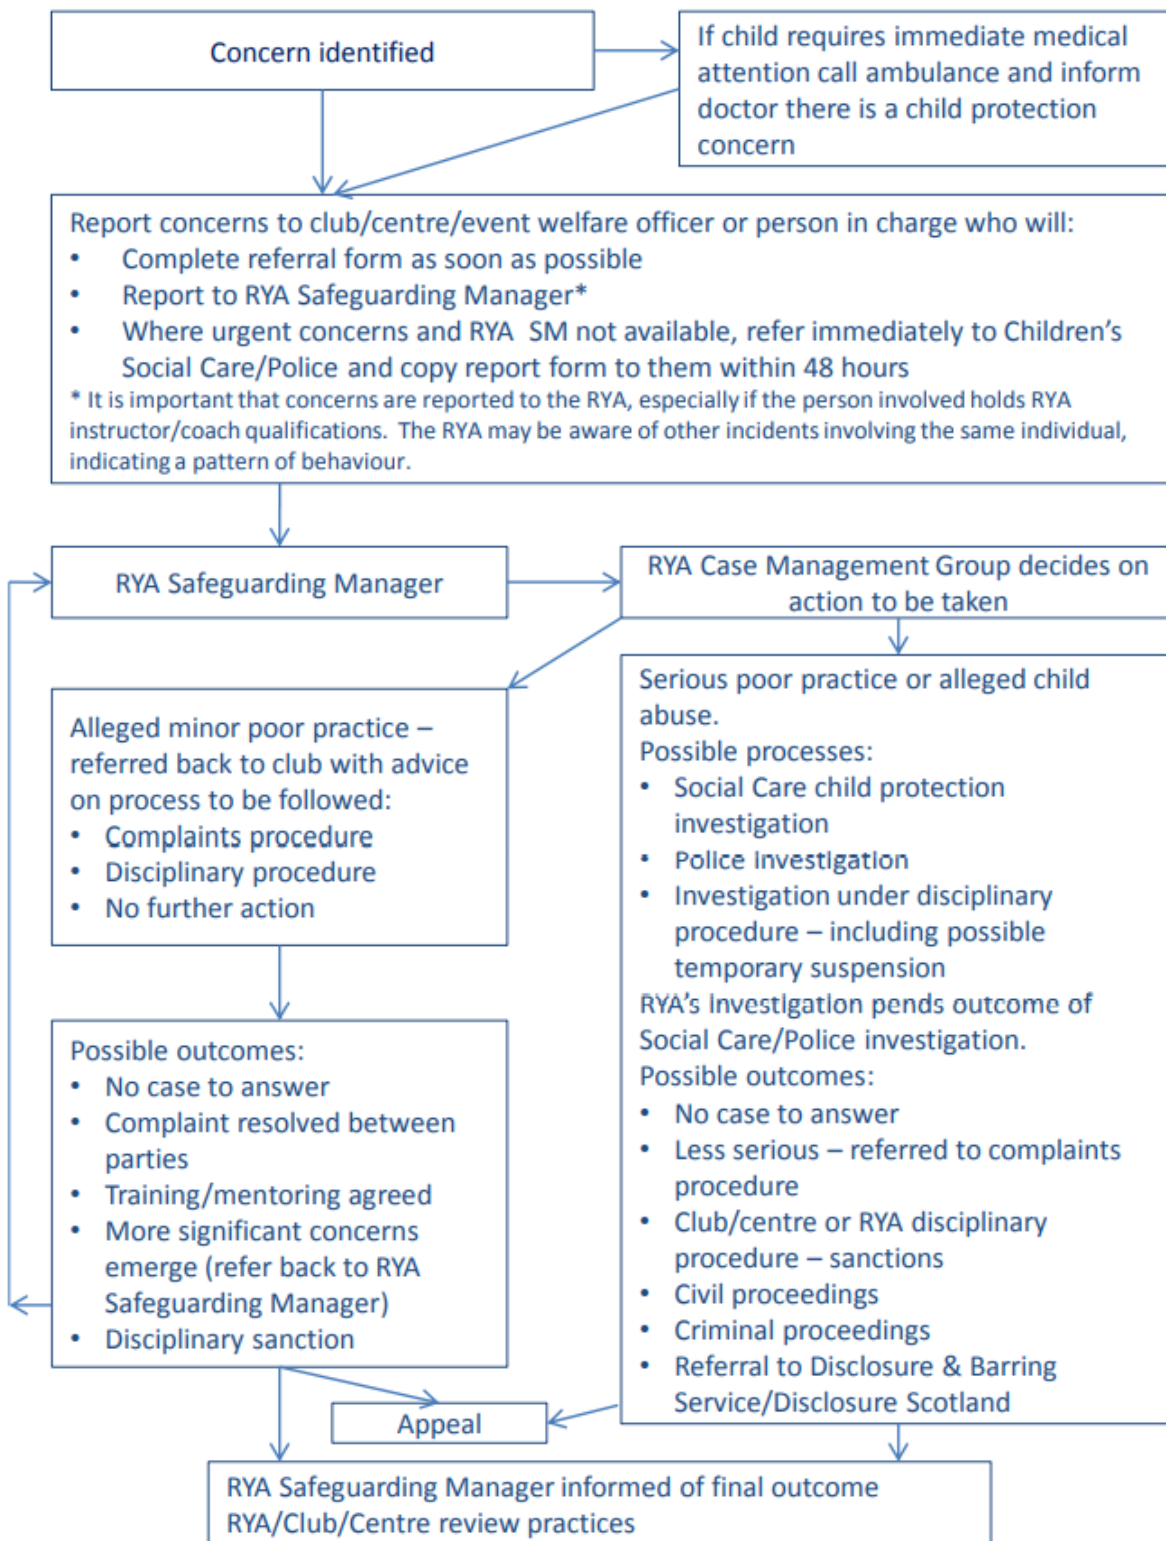 Concern identified
If child requires immediate medical
attention call ambulance and inform
doctor there is a child protection
concern
Report concerns to club/centre/event welfare officer or person in charge who will:
• Complete referral form as soon as possible
• Report to RYA Safeguarding Manager*
• Where urgent concerns and RYA SM not available, refer immediately to Children’s
Social Care/Police and copy report form to them within 48 hours
* It is important that concerns are reported to the RYA, especially if the person involved holds RYA
instructor/coach qualifications. The RYA may be aware of other incidents involving the same individual,
indicating a pattern of behaviour.
RYA Safeguarding Manager
RYA Case Management Group decides on
action to be taken
Alleged minor poor practice –
referred back to club with advice
on process to be followed:
• Complaints procedure
• Disciplinary procedure
• No further action
Serious poor practice or alleged child
abuse.
Possible processes:
• Social Care child protection
investigation
• Police investigation
• Investigation under disciplinary
procedure – including possible
temporary suspension
RYA’s investigation pends outcome of
Social Care/Police investigation.
Possible outcomes:
• No case to answer
• Less serious – referred to complaints
procedure
• Club/centre or RYA disciplinary
procedure – sanctions
• Civil proceedings
• Criminal proceedings
• Referral to Disclosure & Barring
Service/Disclosure Scotland
Possible outcomes:
• No case to answer
• Complaint resolved between
parties
• Training/mentoring agreed
• More significant concerns
emerge (refer back to RYA
Safeguarding Manager)
• Disciplinary sanction
Appeal
RYA Safeguarding Manager informed of final outcome
RYA/Club/Centre review practices